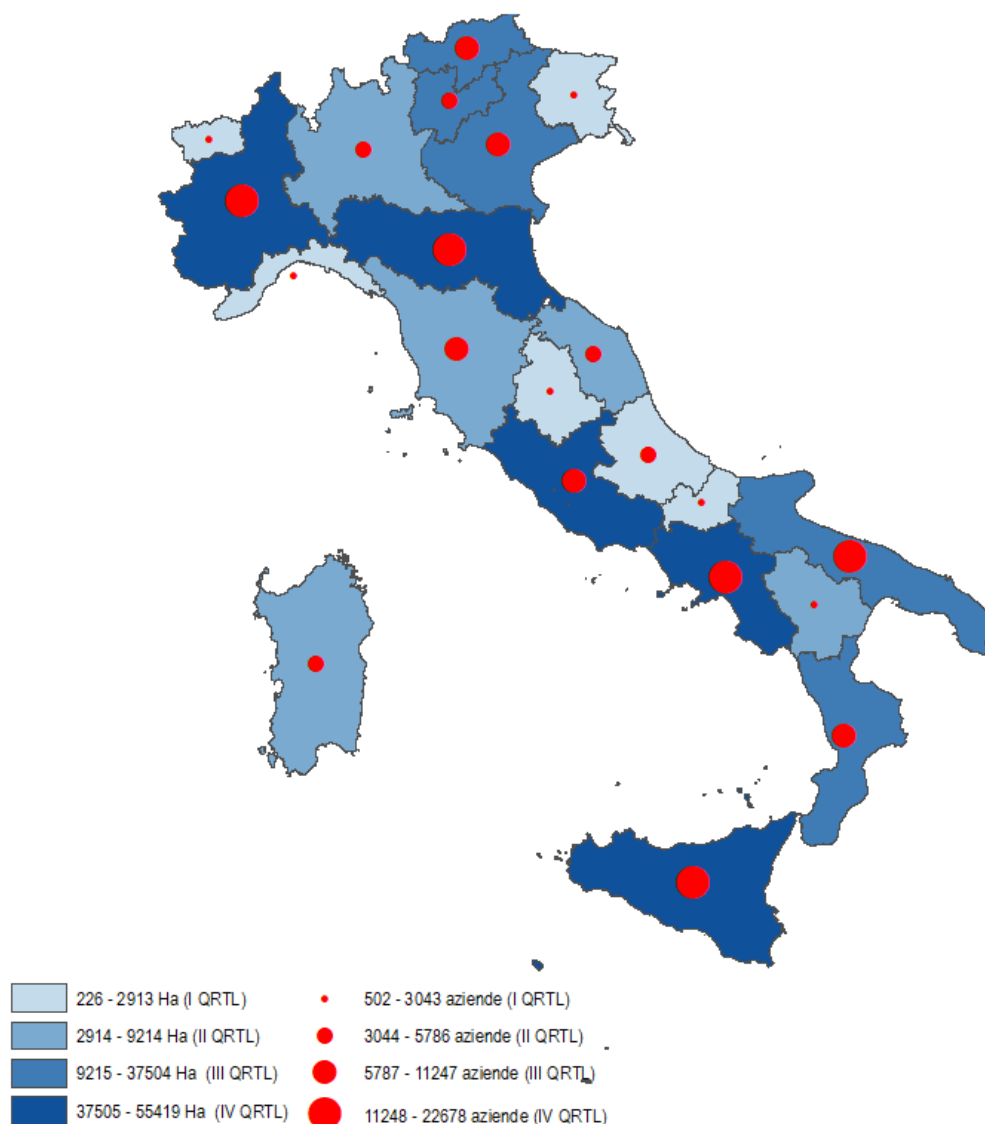 226 - 2913 Ha (I QRTL)
502 - 3043 aziende (I QRTL)
2914 - 9214 Ha (II QRTL)
3044 - 5786 aziende (II QRTL)
9215 - 37504 Ha (III QRTL)
5787 - 11247 aziende (III QRTL)
37505 - 55419 Ha (IV QRTL)
11248 - 22678 aziende (IV QRTL)